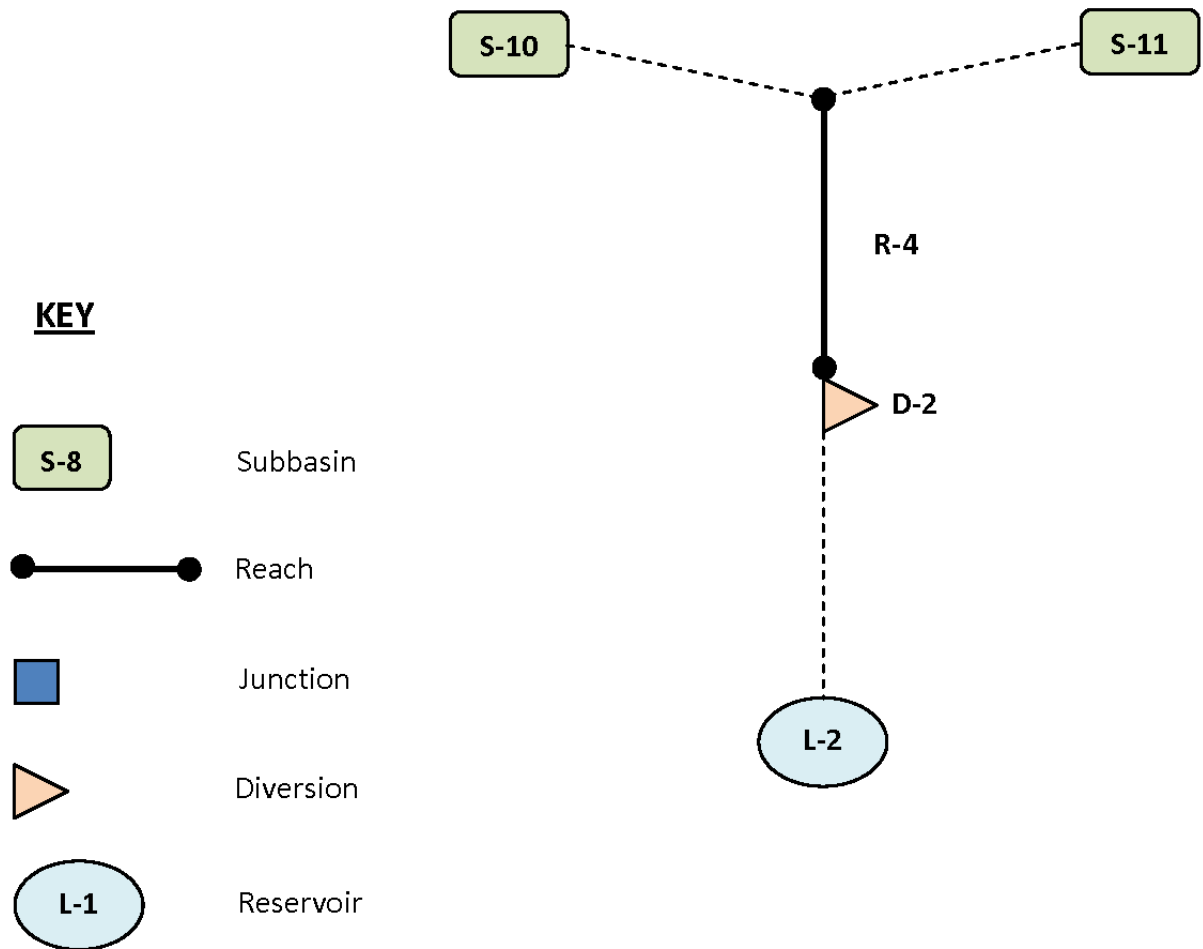 S-10
S-11
R-4
KEY
D-2
S-8 Subbasin
Reach
Junction
L-2
Diversion
L-1 Reservoir